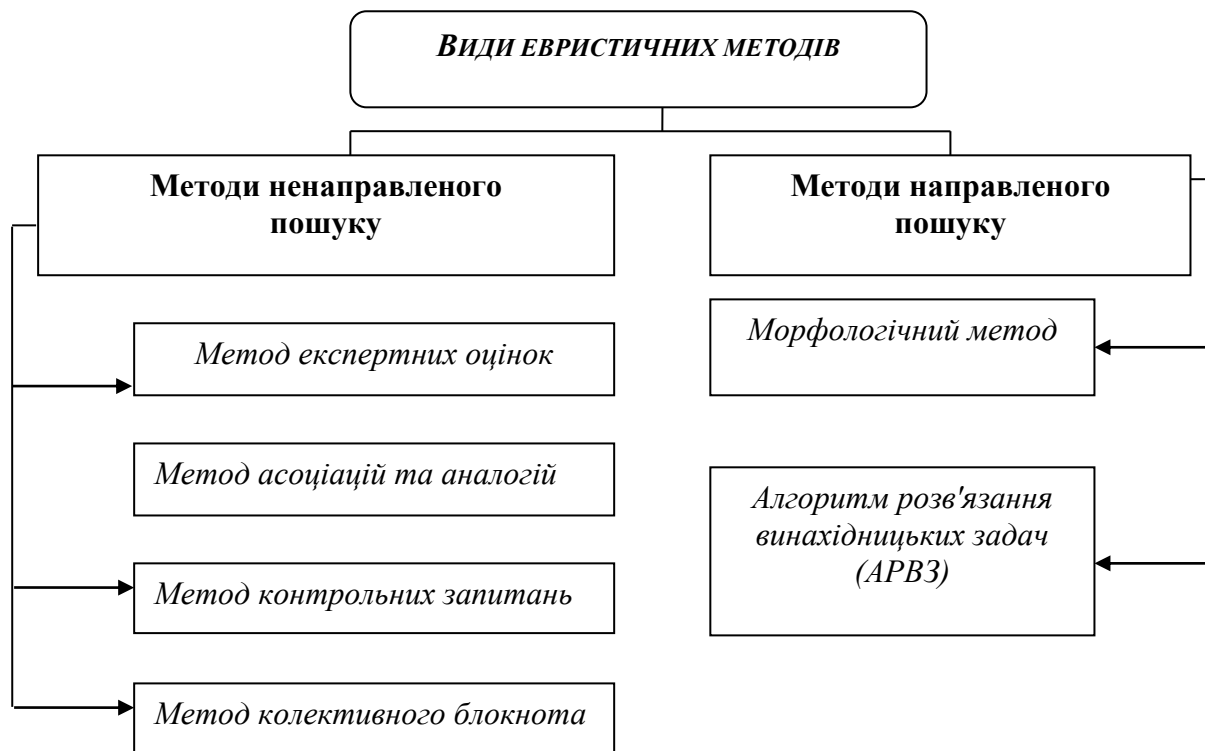 ВИДИ ЕВРИСТИЧНИХ МЕТОДІВ
Методи ненаправленого
пошуку
Методи направленого
пошуку
Метод експертних оцінок
Метод асоціацій та аналогій
Метод контрольних запитань
Метод колективного блокнота
Морфологічний метод
Алгоритм розв'язання
винахідницьких задач
(АРВЗ)